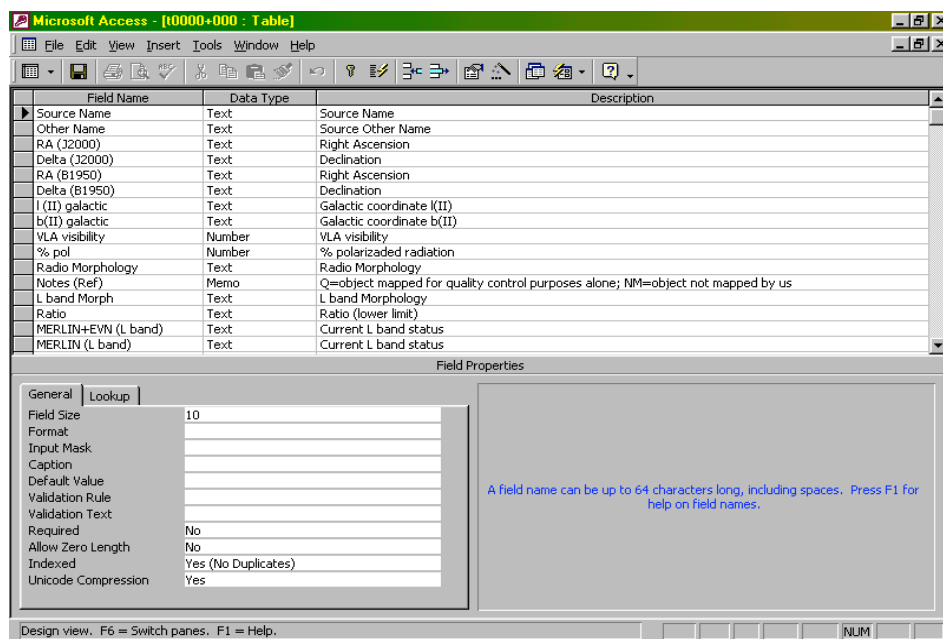 Microsoft Access - [t0000+000 : Table]
File Edit View Insert Tools Window Help
Field Name Data Type Description
Source Name Text Source Name
Other Name Text Source Other Name
RA (J2000) Text Right Ascension
Delta (J2000) Text Declination
RA (B1950) Text Right Ascension
Delta (B1950) Text Declination
l (II) galactic Text Galactic coordinate l(II)
b(II) galactic Text Galactic coordinate b(II)
VLA visibility Number VLA visibility
% pol Number % polarizaded radiation
Radio Morphology Text Radio Morphology
Notes (Ref) Memo Q=object mapped for quality control purposes alone; NM=object not mapped by us
L band Morph Text L band Morphology
Ratio Text Ratio (lower limit)
MERLIN+EVN (L band) Text Current L band status
MERLIN (L band) Text Current L band status
Field Properties
General Lookup
Field Size 10
Format
Input Mask
Caption
Default Value
Validation Rule
Validation Text
Required No
Allow Zero Length No
Indexed Yes (No Duplicates)
Unicode Compression Yes
A field name can be up to 64 characters long, including spaces. Press F1 for
help on field names.
Design view. F6 = Switch panes. F1 = Help. NUM